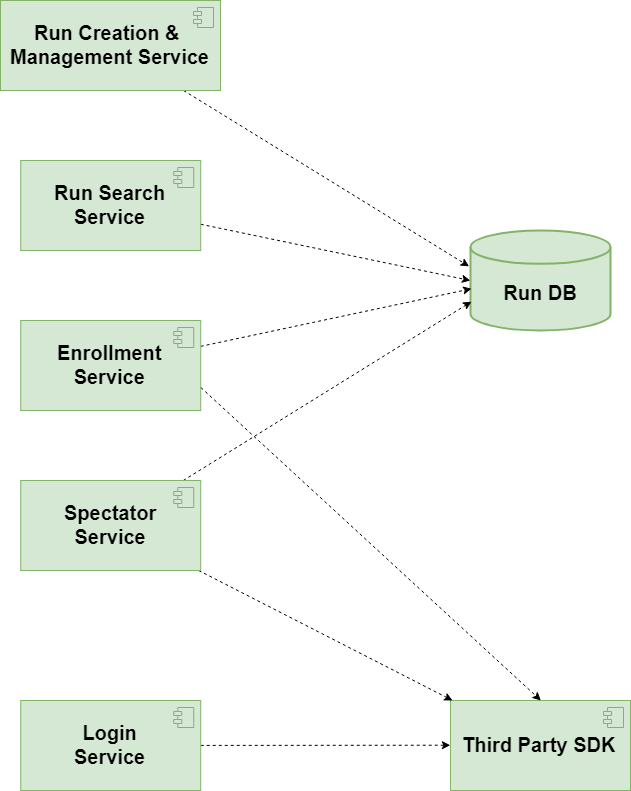 Run Creation &
Management Service
Run Search
Service
Run DB
Enrollment
Service
Spectator
Service
Login
Service
Third Party SDK